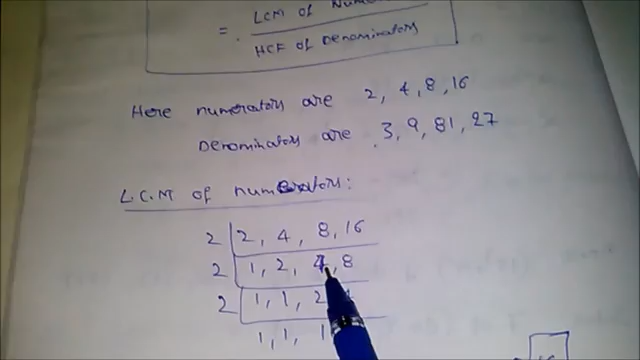 LCM of Num
= . HCF of Denominators
Here numerators are 2, 4, 8, 16
Denominators are 3, 9, 81, 27
L.C.M of numerators:
2 | 2, 4, 8, 16
2 | 1, 2, 4, 8
2 | 1, 1, 2
1, 1, 1